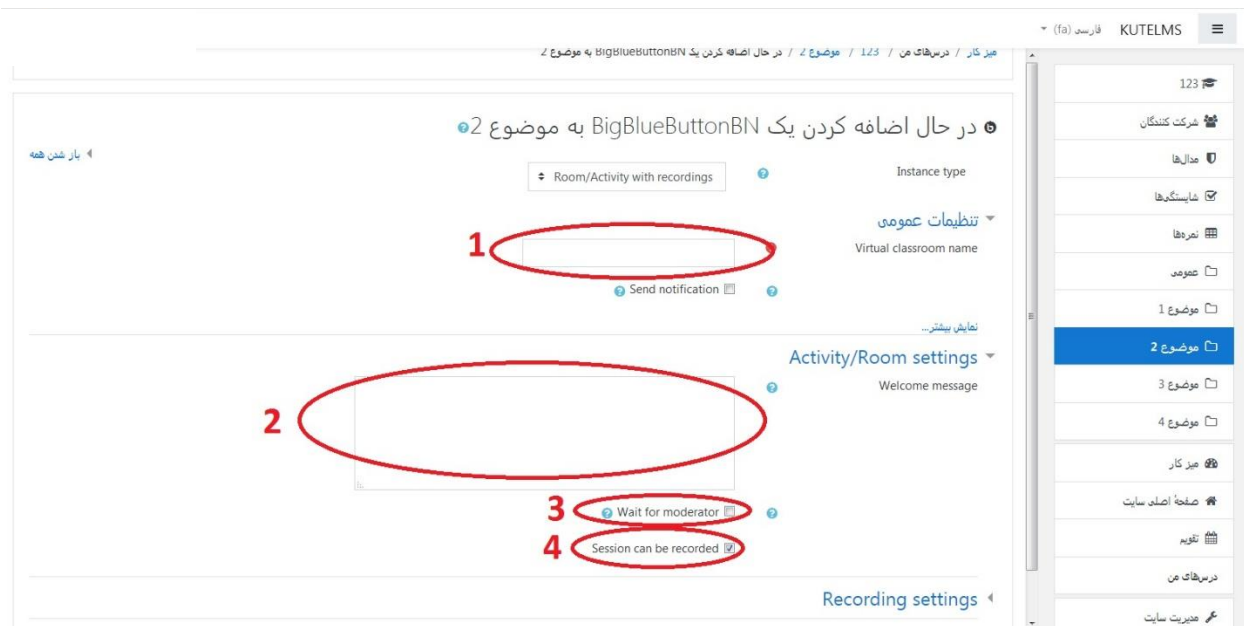 KUTELMS فارسی (fa)
میز کار / درس‌های من / 123 / موضوع 2 / در حال اضافه کردن یک BigBlueButtonBN به موضوع 2
در حال اضافه کردن یک BigBlueButtonBN به موضوع 2
باز شدن همه
Instance type
Room/Activity with recordings
تنظیمات عمومی
Virtual classroom name
1
Send notification
نمایش بیشتر...
Activity/Room settings
Welcome message
2
3
Wait for moderator
4
Session can be recorded
Recording settings
123
شرکت کنندگان
مدال‌ها
شایستگی‌ها
نمره‌ها
عمومی
موضوع 1
موضوع 2
موضوع 3
موضوع 4
میز کار
صفحهٔ اصلی سایت
تقویم
درس‌های من
مدیریت سایت